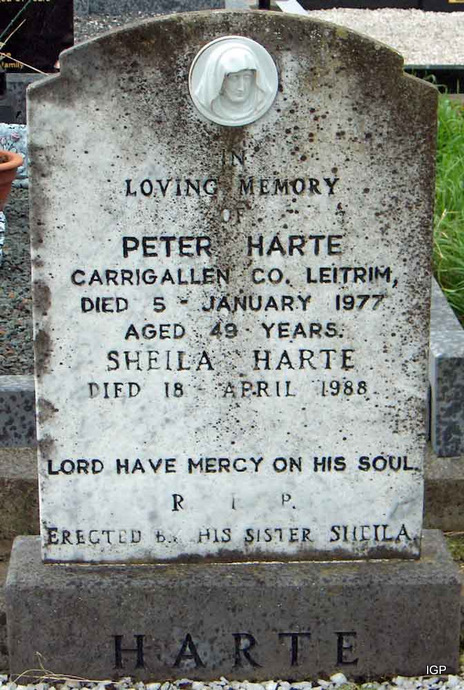 IN
LOVING MEMORY
OF
PETER HARTE
CARRIGALLEN CO. LEITRIM,
DIED 5 - JANUARY 1977
AGED 49 YEARS.
SHEILA HARTE
DIED 18 - APRIL 1988
LORD HAVE MERCY ON HIS SOUL.
R I P.
ERECTED BY HIS SISTER SHEILA.
HARTE
IGP